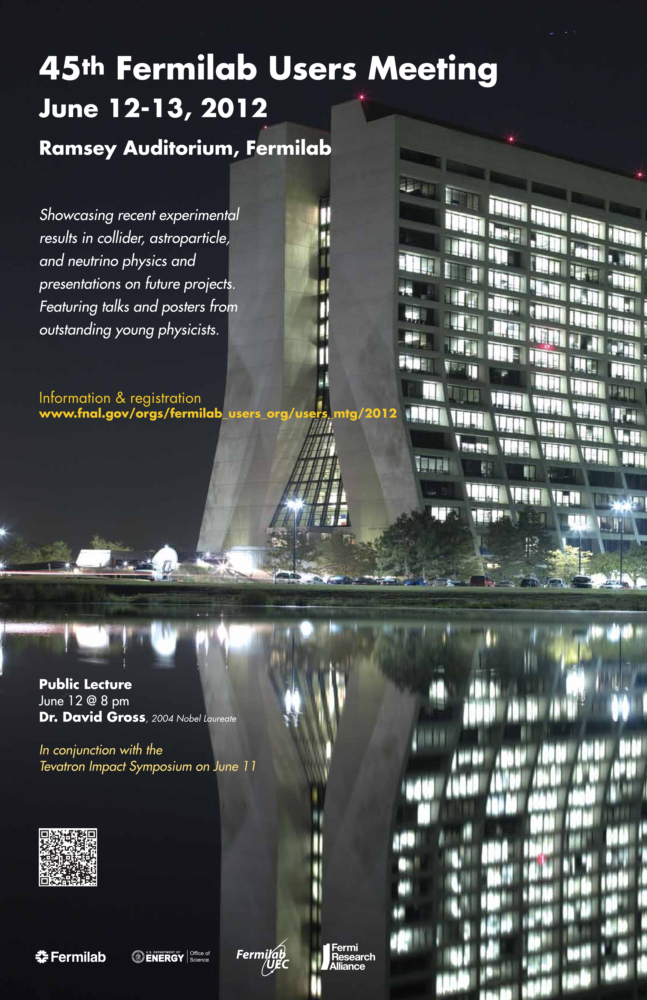 45th Fermilab Users Meeting
June 12-13, 2012
Ramsey Auditorium, Fermilab
Showcasing recent experimental
results in collider, astroparticle,
and neutrino physics and
presentations on future projects.
Featuring talks and posters from
outstanding young physicists.
Information & registration
www.fnal.gov/orgs/fermilab_users_org/users_mtg/2012
Public Lecture
June 12 @ 8 pm
Dr. David Gross, 2004 Nobel Laureate
In conjunction with the
Tevatron Impact Symposium on June 11
Fermilab
U.S. DEPARTMENT OF
ENERGY
Office of
Science
Fermilab
UEC
Fermi
Research
Alliance